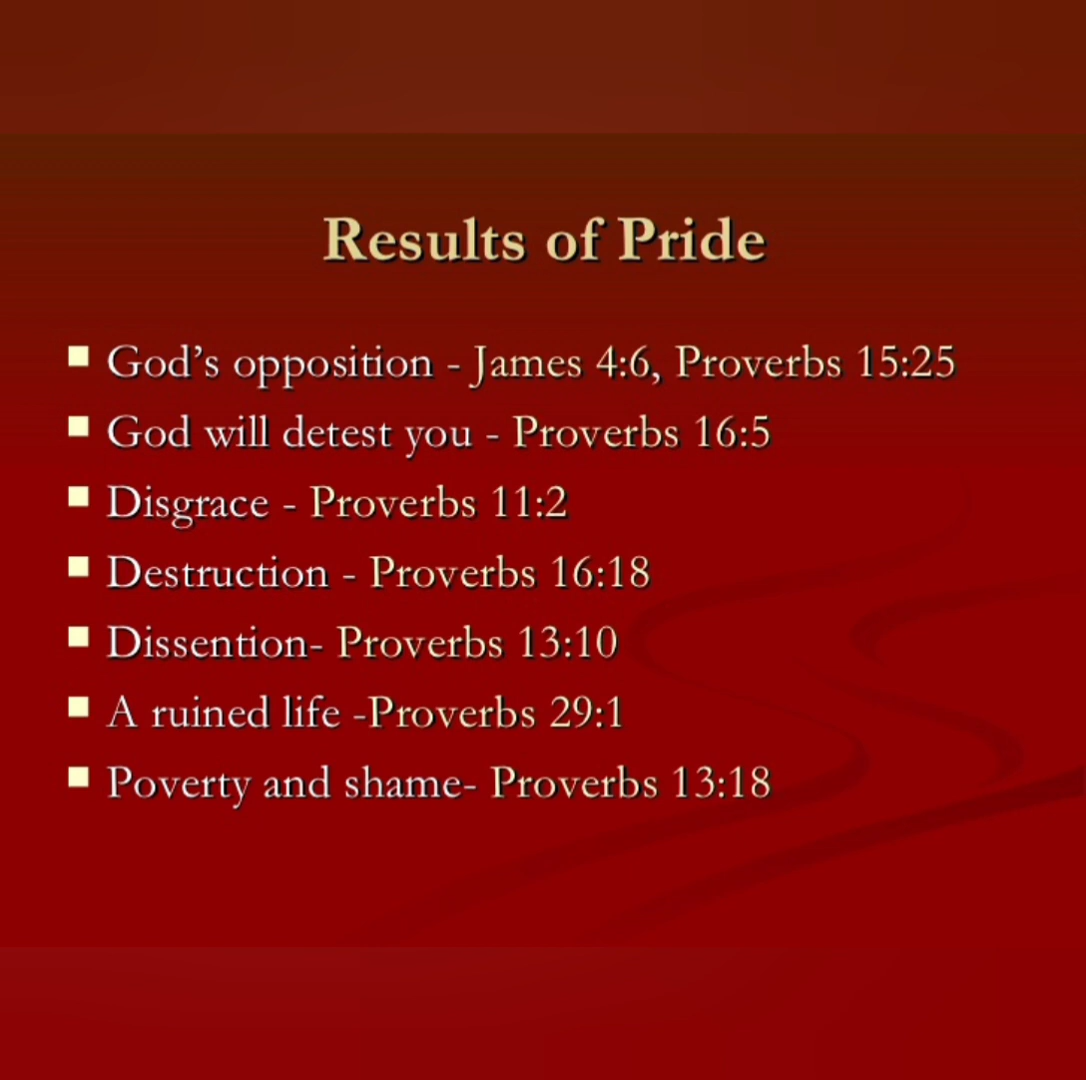 Results of Pride
God's opposition - James 4:6, Proverbs 15:25
God will detest you - Proverbs 16:5
Disgrace - Proverbs 11:2
Destruction - Proverbs 16:18
Dissention- Proverbs 13:10
A ruined life -Proverbs 29:1
Poverty and shame- Proverbs 13:18